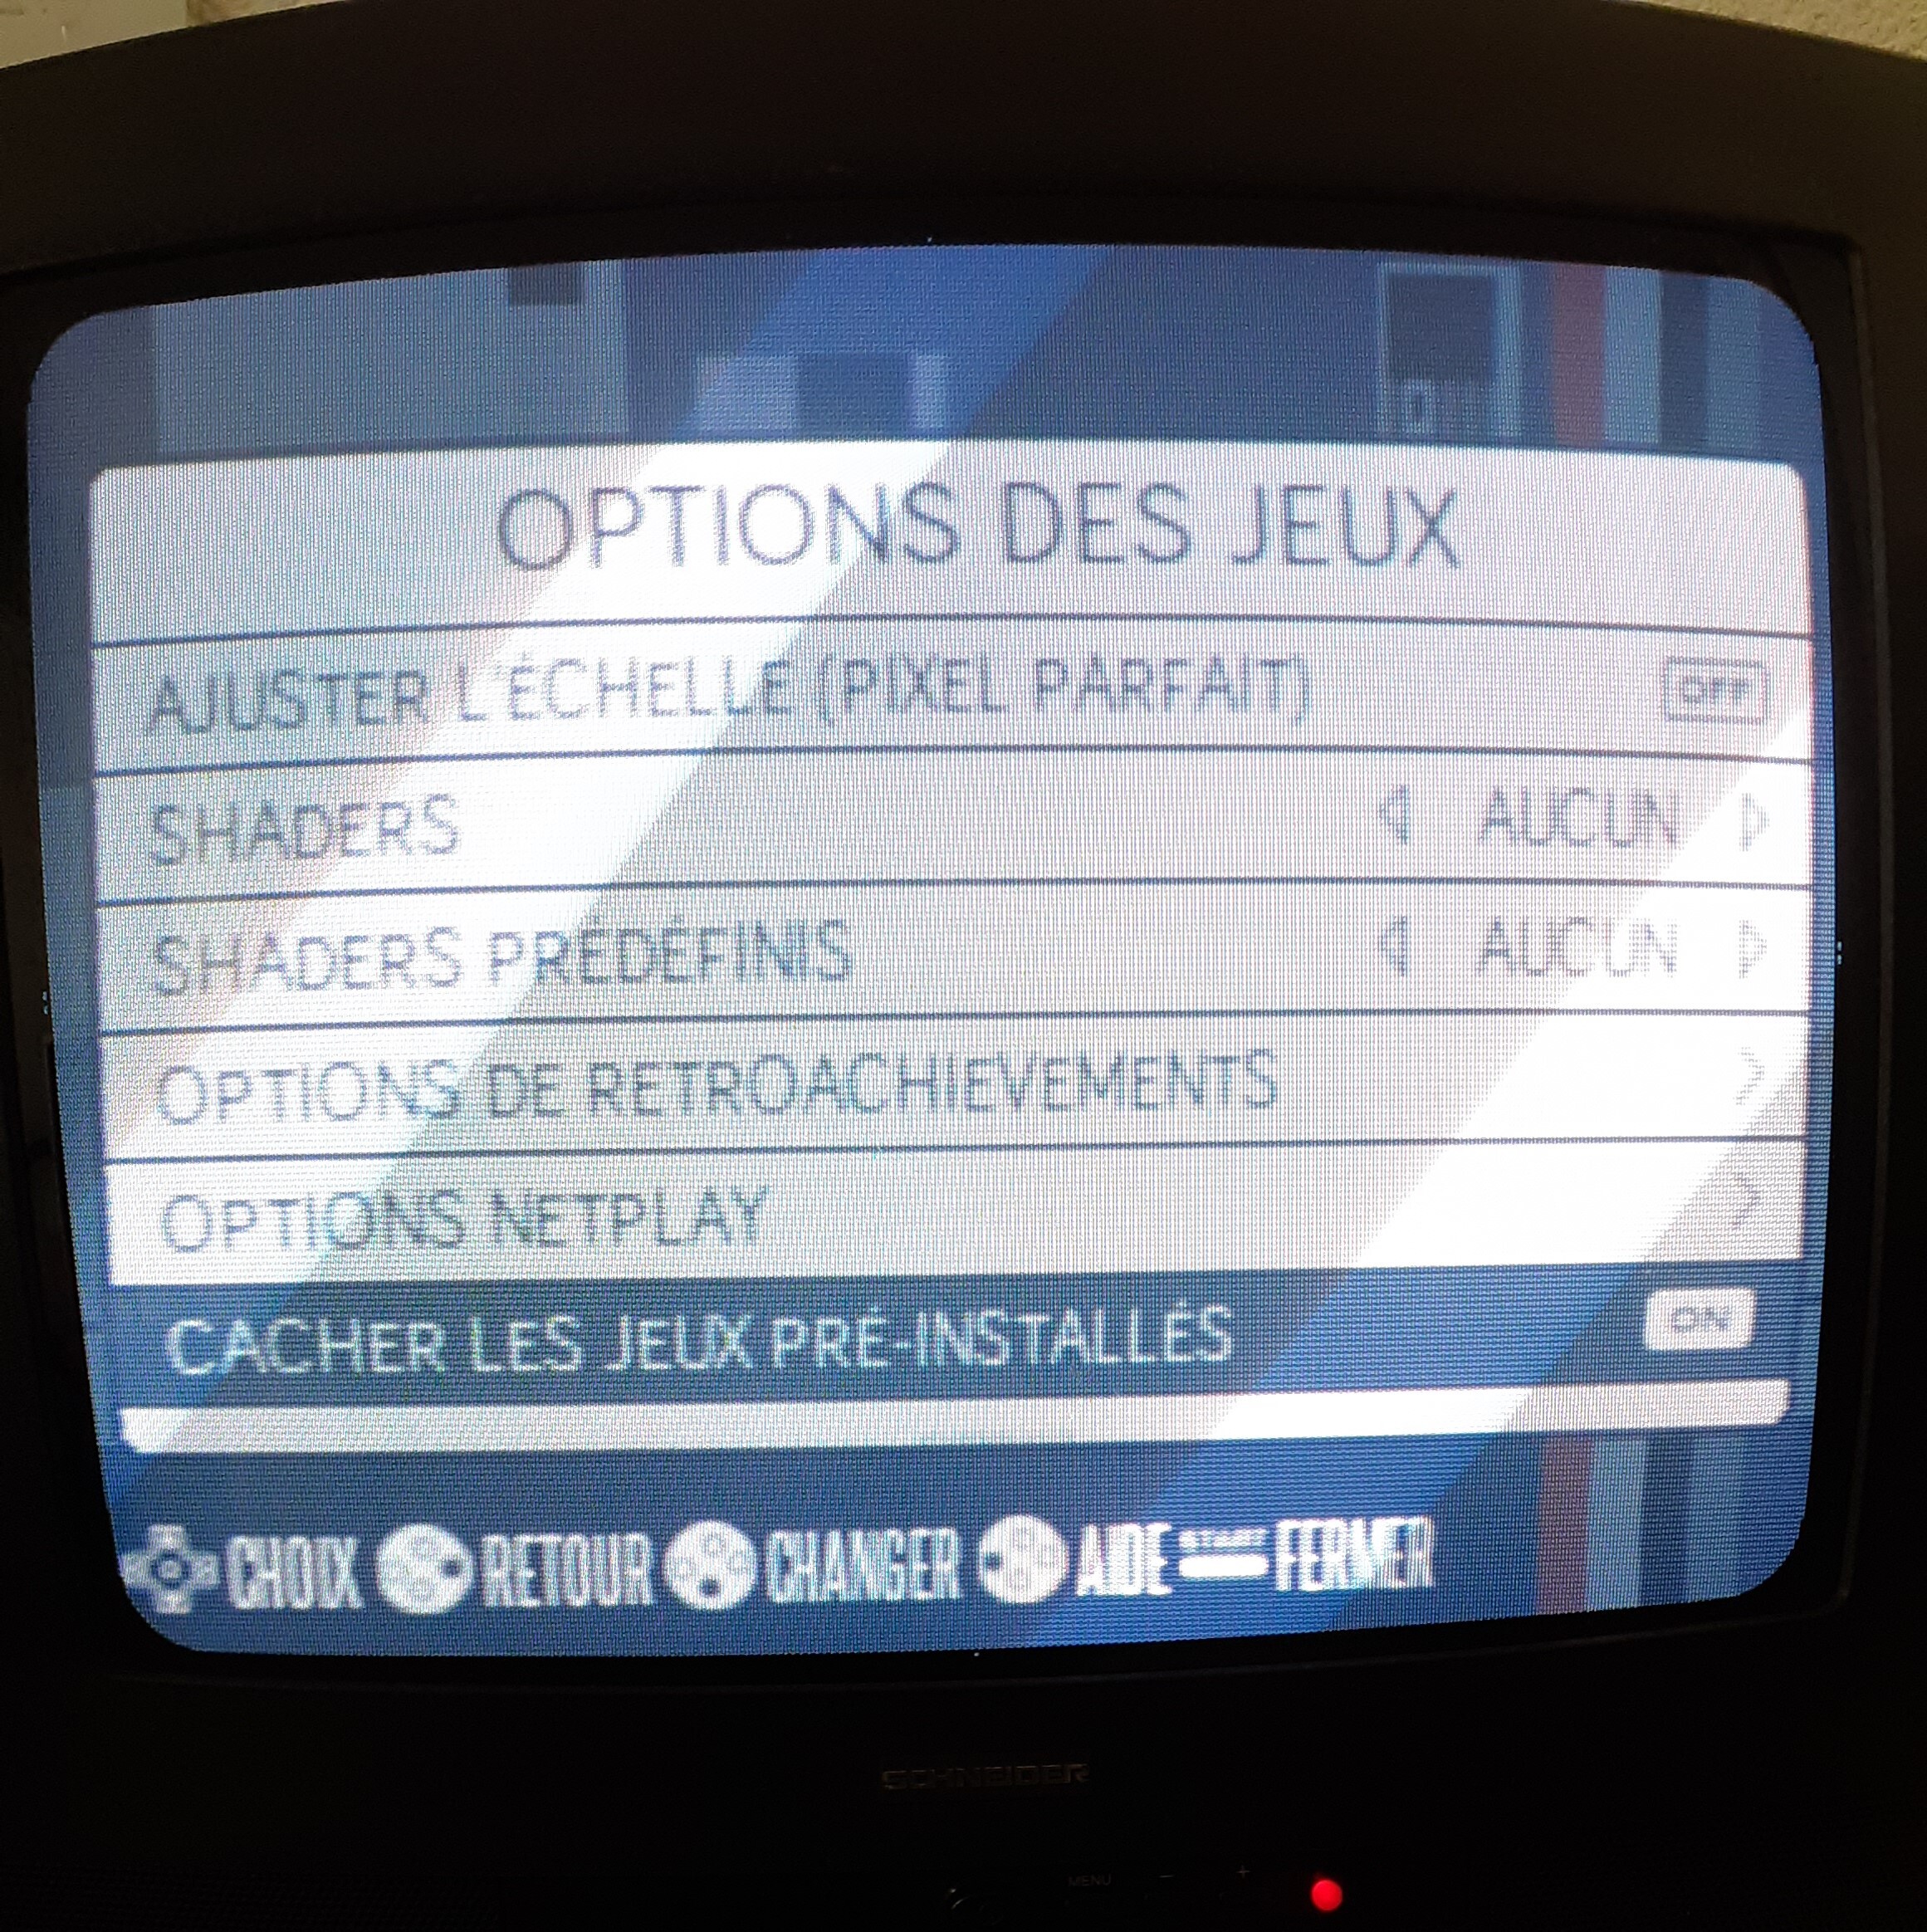 OPTIONS DES JEUX
AJUSTER L'ÉCHELLE (PIXEL PARFAIT) OFF
SHADERS AUCUN
SHADERS PRÉDÉFINIS AUCUN
OPTIONS DE RETROACHIEVEMENTS
OPTIONS NETPLAY
CACHER LES JEUX PRÉ-INSTALLÉS ON
CHOIX RETOUR CHANGER AIDE START FERMER
SCHNEIDER
MENU - +